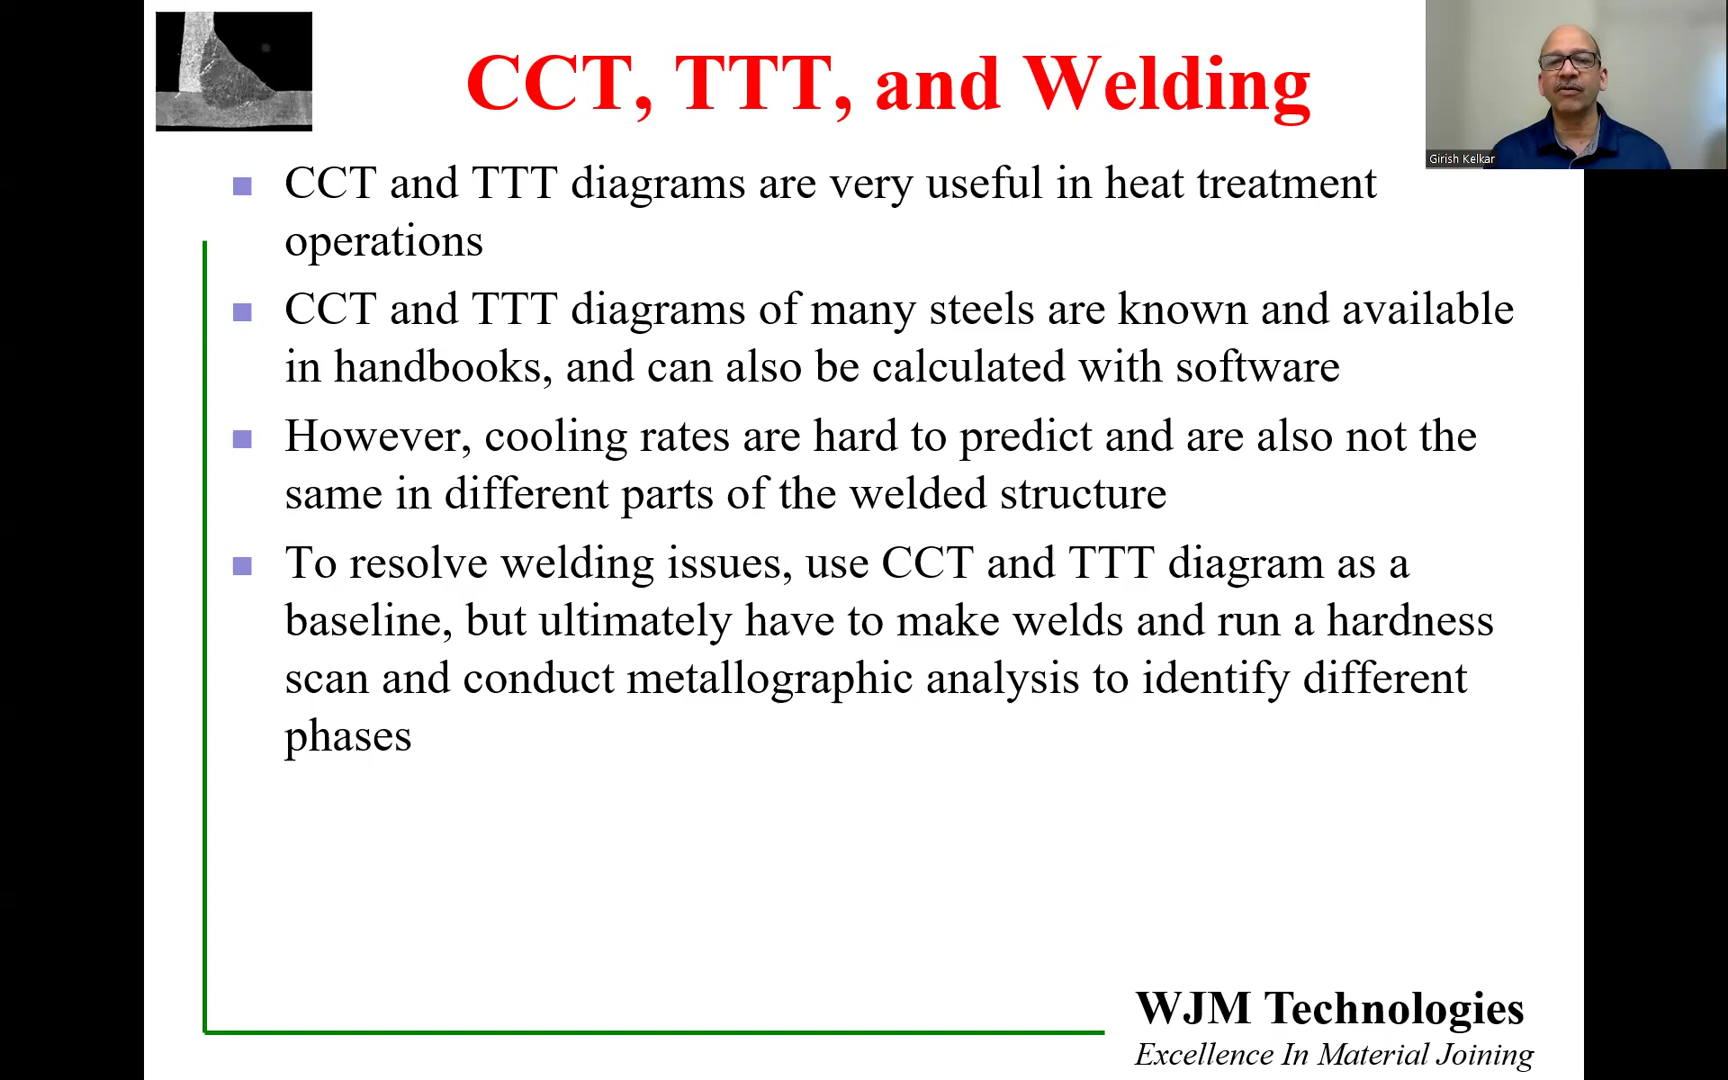 CCT, TTT, and Welding
Girish Kelkar
CCT and TTT diagrams are very useful in heat treatment
operations
CCT and TTT diagrams of many steels are known and available
in handbooks, and can also be calculated with software
However, cooling rates are hard to predict and are also not the
same in different parts of the welded structure
To resolve welding issues, use CCT and TTT diagram as a
baseline, but ultimately have to make welds and run a hardness
scan and conduct metallographic analysis to identify different
phases
WJM Technologies
Excellence In Material Joining